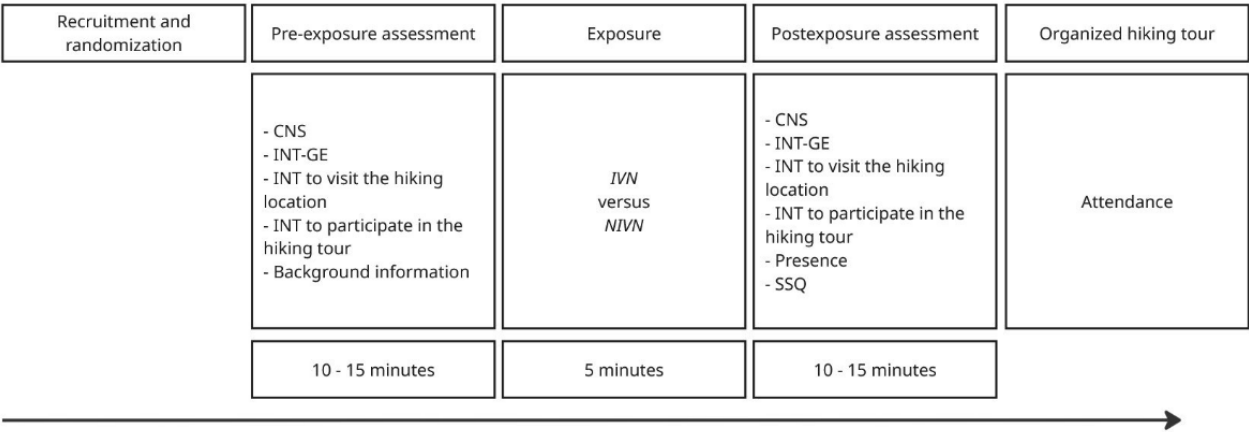 Recruitment and
randomization
Pre-exposure assessment
Exposure
Postexposure assessment
Organized hiking tour
- CNS
- INT-GE
- INT to visit the hiking
location
- INT to participate in the
hiking tour
- Background information
IVN
versus
NIVN
- CNS
- INT-GE
- INT to visit the hiking
location
- INT to participate in the
hiking tour
- Presence
- SSQ
Attendance
10 - 15 minutes
5 minutes
10 - 15 minutes